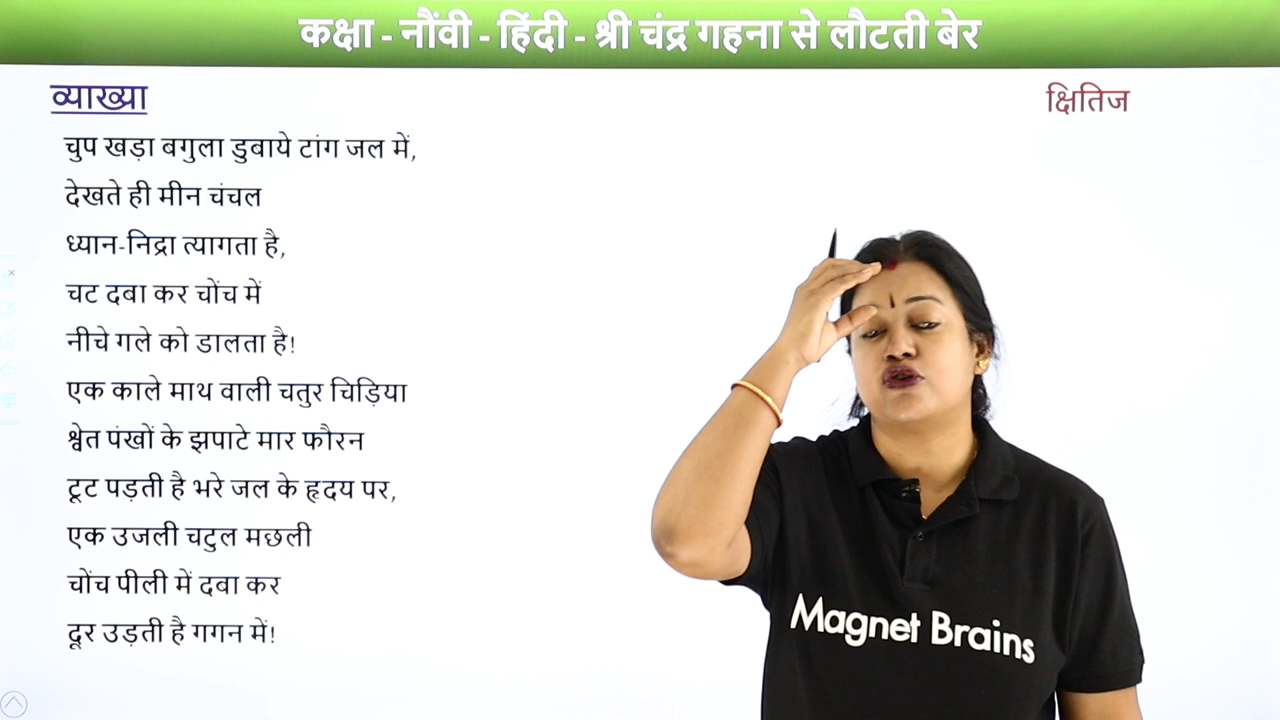 कक्षा - नौंवी - हिंदी - श्री चंद्र गहना से लौटती बेर
व्याख्या
क्षितिज
चुप खड़ा बगुला डुबाये टांग जल में,
देखते ही मीन चंचल
ध्यान-निद्रा त्यागता है,
चट दबा कर चोंच में
नीचे गले को डालता है!
एक काले माथ वाली चतुर चिड़िया
श्वेत पंखों के झपाटे मार फौरन
टूट पड़ती है भरे जल के हृदय पर,
एक उजली चटुल मछली
चोंच पीली में दबा कर
दूर उड़ती है गगन में!
Magnet Brains